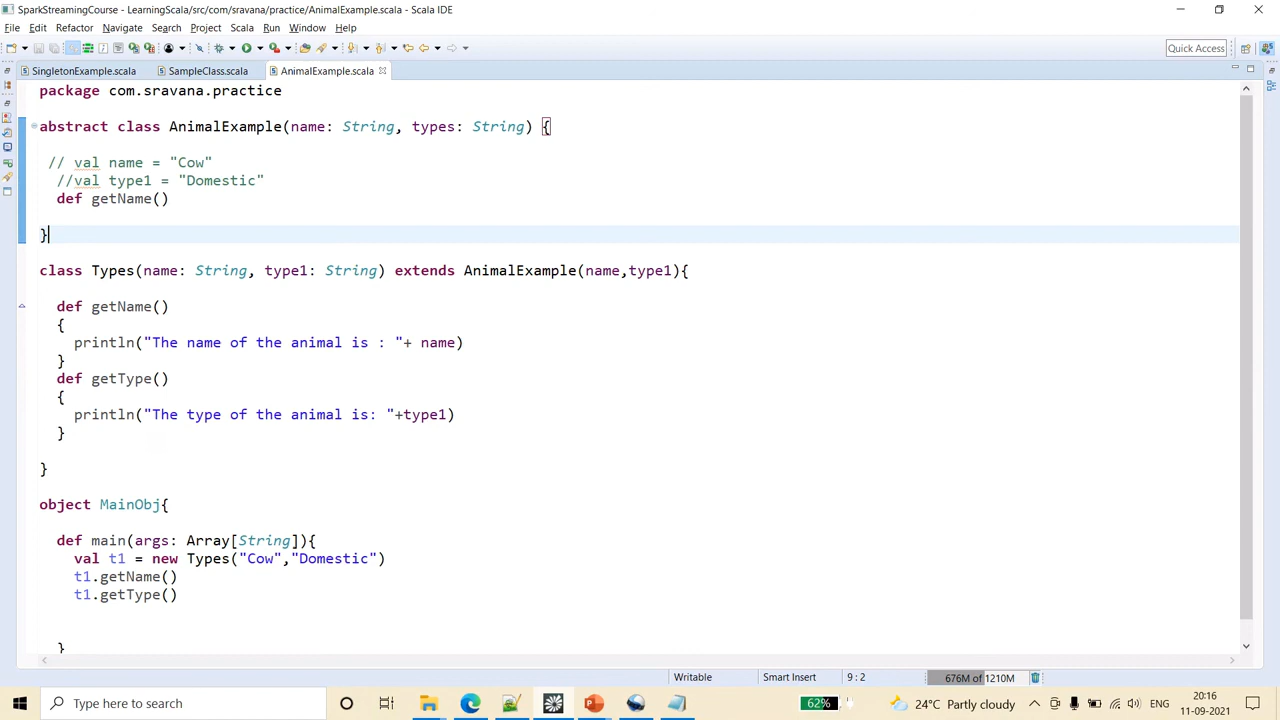 SparkStreamingCourse - LearningScala/src/com/sravana/practice/AnimalExample.scala - Scala IDE
File Edit Refactor Navigate Search Project Scala Run Window Help
Quick Access
SingletonExample.scala SampleClass.scala AnimalExample.scala
package com.sravana.practice
abstract class AnimalExample(name: String, types: String) {
// val name = "Cow"
//val type1 = "Domestic"
def getName()
}
class Types(name: String, type1: String) extends AnimalExample(name,type1){
def getName()
{
println("The name of the animal is : "+ name)
}
def getType()
{
println("The type of the animal is: "+type1)
}
}
object MainObj{
def main(args: Array[String]){
val t1 = new Types("Cow","Domestic")
t1.getName()
t1.getType()
}
Writable Smart Insert 9 : 2 676M of 1210M
Type here to search 62% 24°C Partly cloudy ENG 20:16
11-09-2021